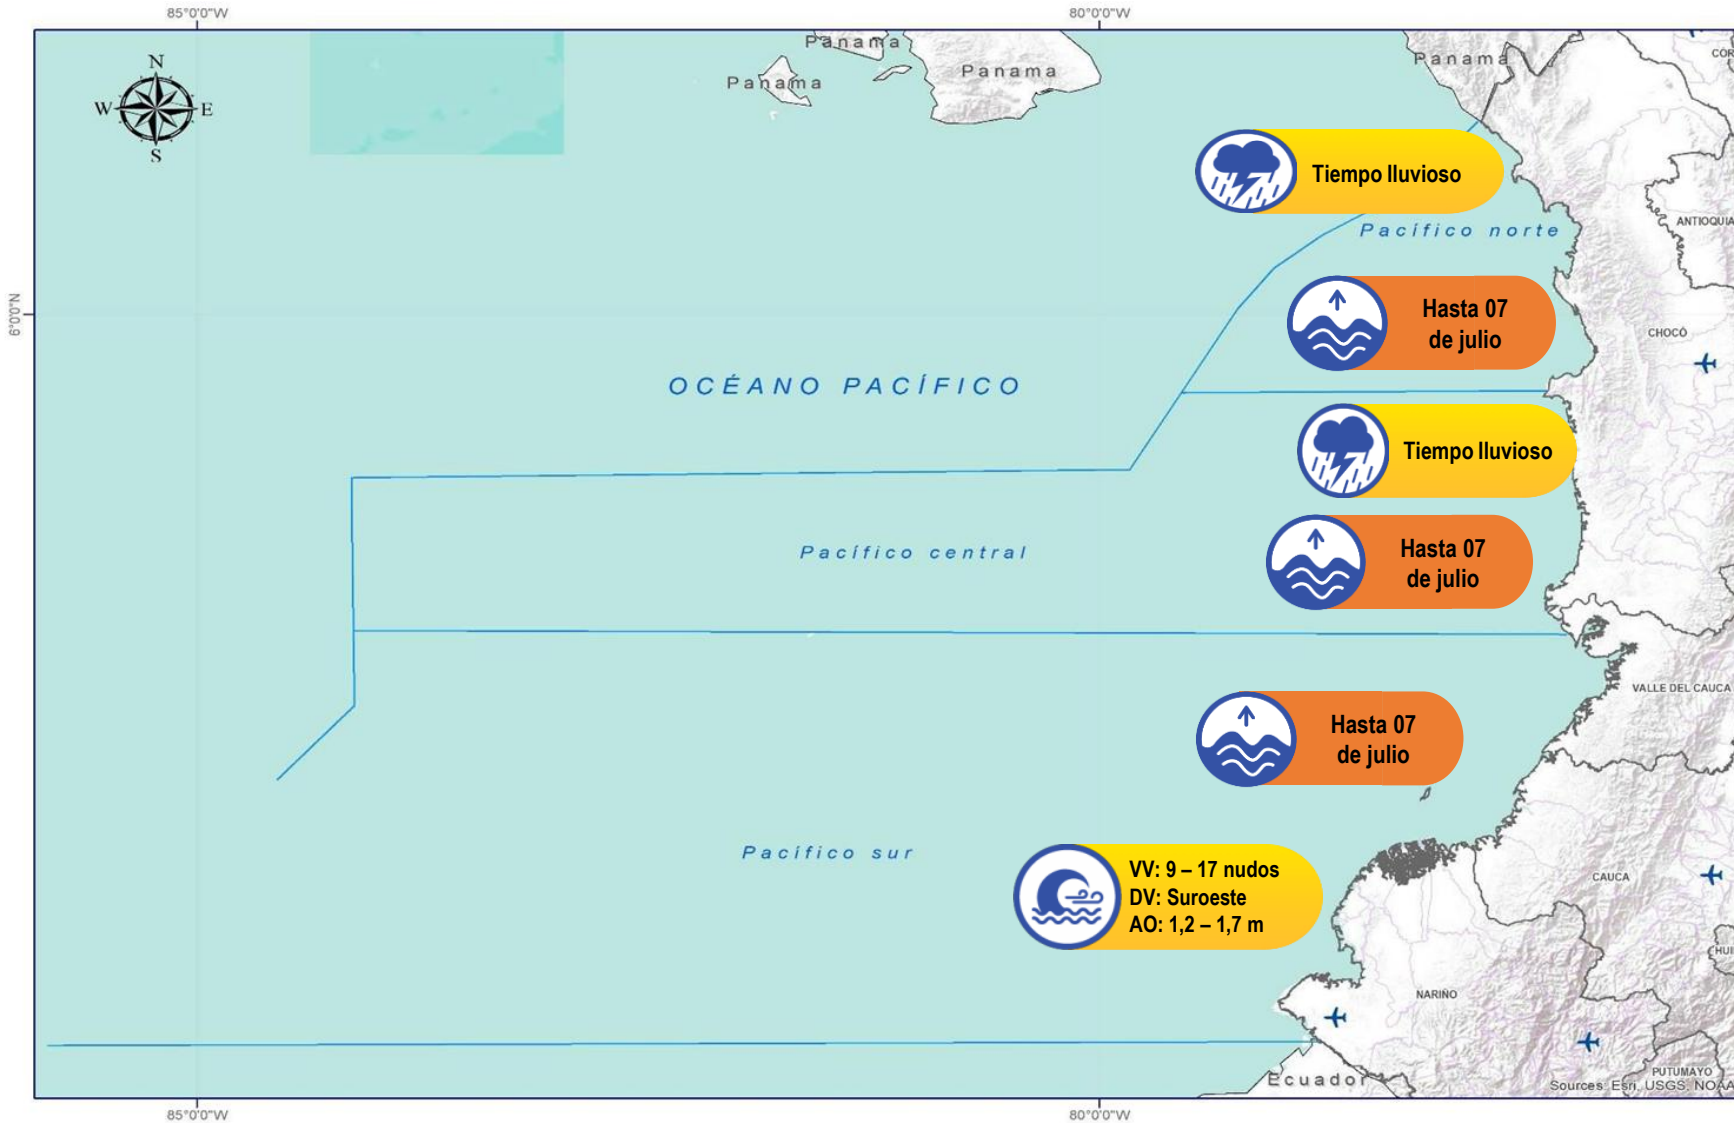 85°0'0"W
80°0'0"W
N
W
E
S
Panama
Panama
Panama
Panama
COR
Tiempo lluvioso
ANTIOQUIA
Pacífico norte
6°0'0"N
Hasta 07
de julio
CHOCÓ
OCÉANO PACÍFICO
Tiempo lluvioso
Pacífico central
Hasta 07
de julio
VALLE DEL CAUCA
Hasta 07
de julio
Pacífico sur
VV: 9 – 17 nudos
DV: Suroeste
AO: 1,2 – 1,7 m
CAUCA
HUI
NARIÑO
PUTUMAYO
Ecuador
Sources: Esri, USGS, NOAA
85°0'0"W
80°0'0"W